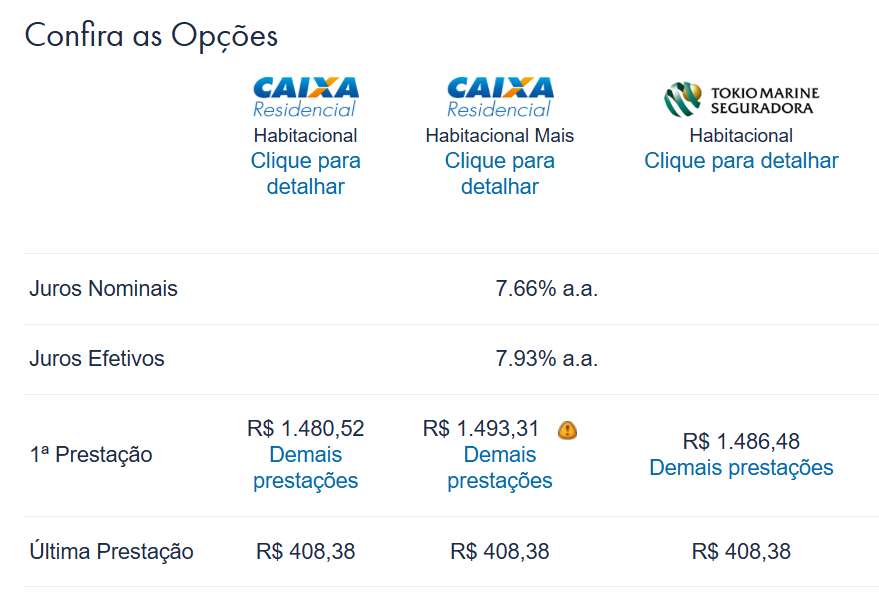 Confira as Opções
CAIXA
Residencial
Habitacional
Clique para
detalhar
CAIXA
Residencial
Habitacional Mais
Clique para
detalhar
TOKIO MARINE
SEGURADORA
Habitacional
Clique para detalhar
Juros Nominais
7.66% a.a.
Juros Efetivos
7.93% a.a.
1ª Prestação
R$ 1.480,52
Demais
prestações
R$ 1.493,31
Demais
prestações
R$ 1.486,48
Demais prestações
Última Prestação
R$ 408,38
R$ 408,38
R$ 408,38